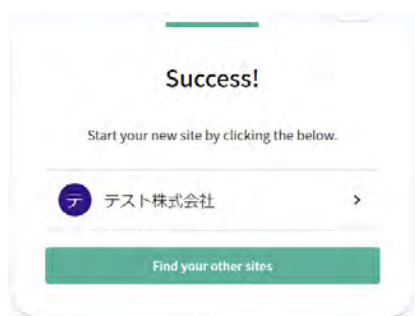 Success!
Start your new site by clicking the below.
テ テスト株式会社
Find your other sites